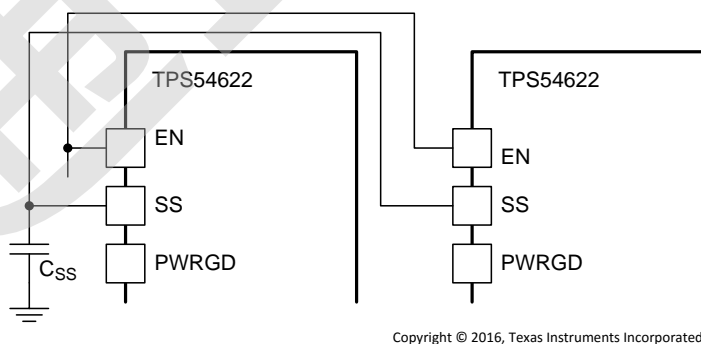 TPS54622
TPS54622
EN
EN
SS
SS
PWRGD
PWRGD
CSS
Copyright © 2016, Texas Instruments Incorporated